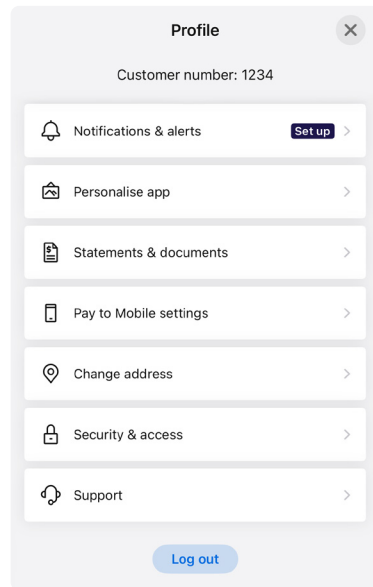 Profile
Customer number: 1234
Notifications & alerts Set up
Personalise app
Statements & documents
Pay to Mobile settings
Change address
Security & access
Support
Log out